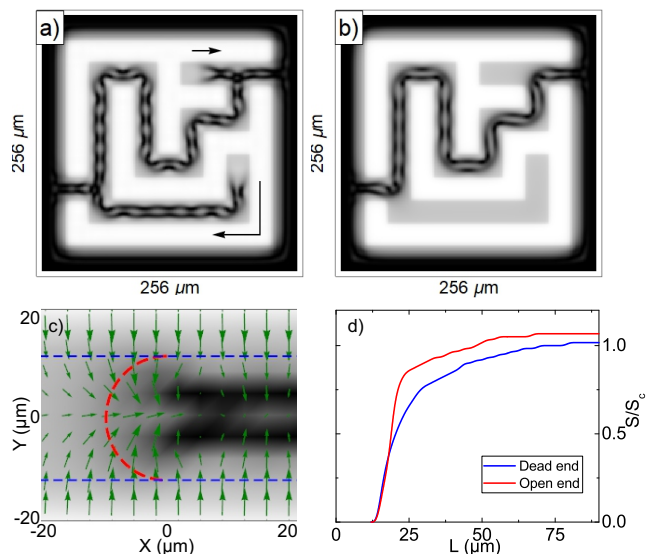 a)
256 µm
256 µm
b)
256 µm
256 µm
c)
20
0
-20
Y (µm)
-20
-10
0
10
20
X (µm)
d)
1.0
0.5
0.0
S/Sc
Dead end
Open end
0
25
50
75
L (µm)